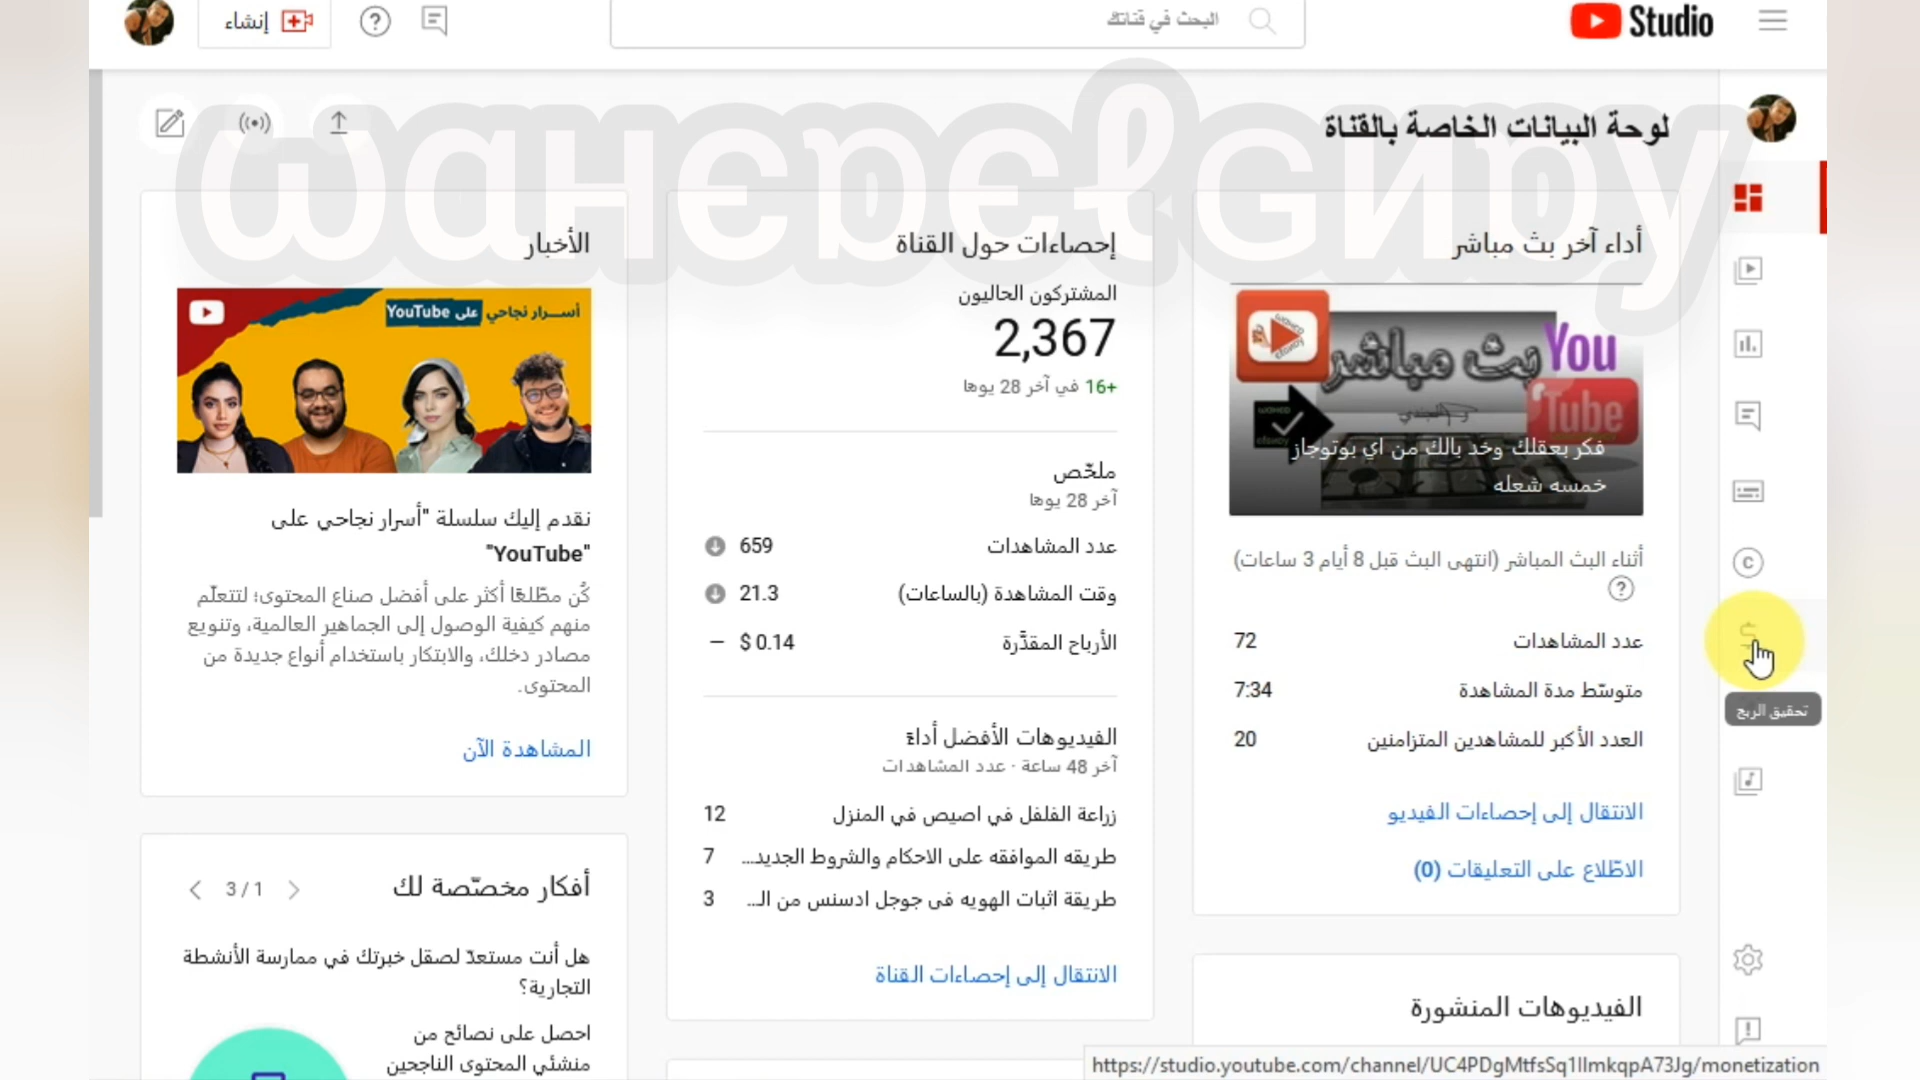 Studio
البحث في قناتك
إنشاء
waHEDElGnDy
لوحة البيانات الخاصة بالقناة
أداء آخر بث مباشر
بث مباشر
You
Tube
فكر بعقلك وخد بالك من اي بوتوجاز
خمسه شعله
أثناء البث المباشر (انتهى البث قبل 8 أيام 3 ساعات)
عدد المشاهدات 72
متوسّط مدة المشاهدة 7:34
العدد الأكبر للمشاهدين المتزامنين 20
الانتقال إلى إحصاءات الفيديو
الاطّلاع على التعليقات (0)
الفيديوهات المنشورة
إحصاءات حول القناة
المشتركون الحاليون
2,367
+16 في آخر 28 يومًا
ملخّص
آخر 28 يومًا
عدد المشاهدات 659
وقت المشاهدة (بالساعات) 21.3
الأرباح المقدَّرة $ 0.14 —
الفيديوهات الأفضل أداءً
آخر 48 ساعة · عدد المشاهدات
زراعة الفلفل في اصيص في المنزل 12
طريقه الموافقه على الاحكام والشروط الجديد... 7
طريقة اثبات الهويه فى جوجل ادسنس من الـ... 3
الانتقال إلى إحصاءات القناة
الأخبار
أسـرار نجاحي على YouTube
نقدم إليك سلسلة "أسرار نجاحي على
YouTube"
كُن مطّلعًا أكثر على أفضل صناع المحتوى؛ لتتعلّم
منهم كيفية الوصول إلى الجماهير العالمية، وتنويع
مصادر دخلك، والابتكار باستخدام أنواع جديدة من
المحتوى.
المشاهدة الآن
أفكار مخصّصة لك
3 / 1
هل أنت مستعدّ لصقل خبرتك في ممارسة الأنشطة
التجارية؟
احصل على نصائح من
منشئي المحتوى الناجحين
تحقيق الربح
https://studio.youtube.com/channel/UC4PDgMtfsSq1IlmkqpA73Jg/monetization